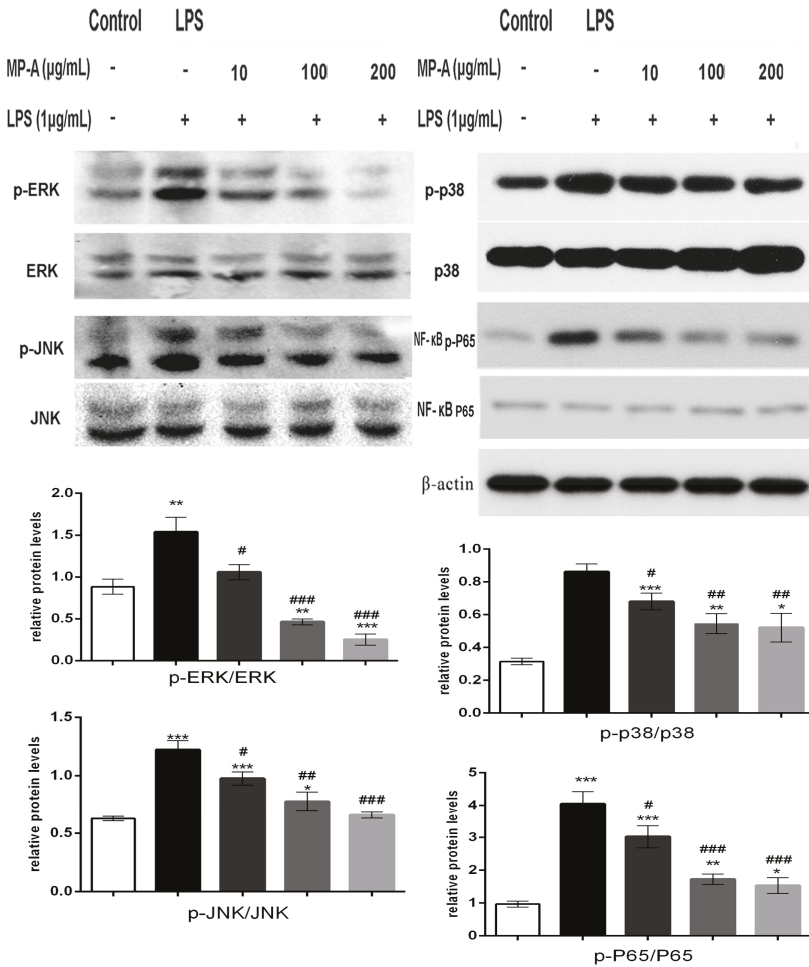 Control LPS
MP-A (µg/mL) - - 10 100 200
LPS (1µg/mL) - + + + +
p-ERK
ERK
p-JNK
JNK
Control LPS
MP-A (µg/mL) - - 10 100 200
LPS (1µg/mL) - + + + +
p-p38
p38
NF-κB p-P65
NF-κB P65
β-actin
relative protein levels
2.0
1.5
1.0
0.5
0.0
**
#
###
**
###
***
p-ERK/ERK
relative protein levels
1.5
1.0
0.5
0.0
***
#
***
##
*
###
p-JNK/JNK
relative protein levels
1.0
0.8
0.6
0.4
0.2
0.0
#
***
##
**
##
*
p-p38/p38
relative protein levels
5
4
3
2
1
0
***
#
***
###
**
###
*
p-P65/P65